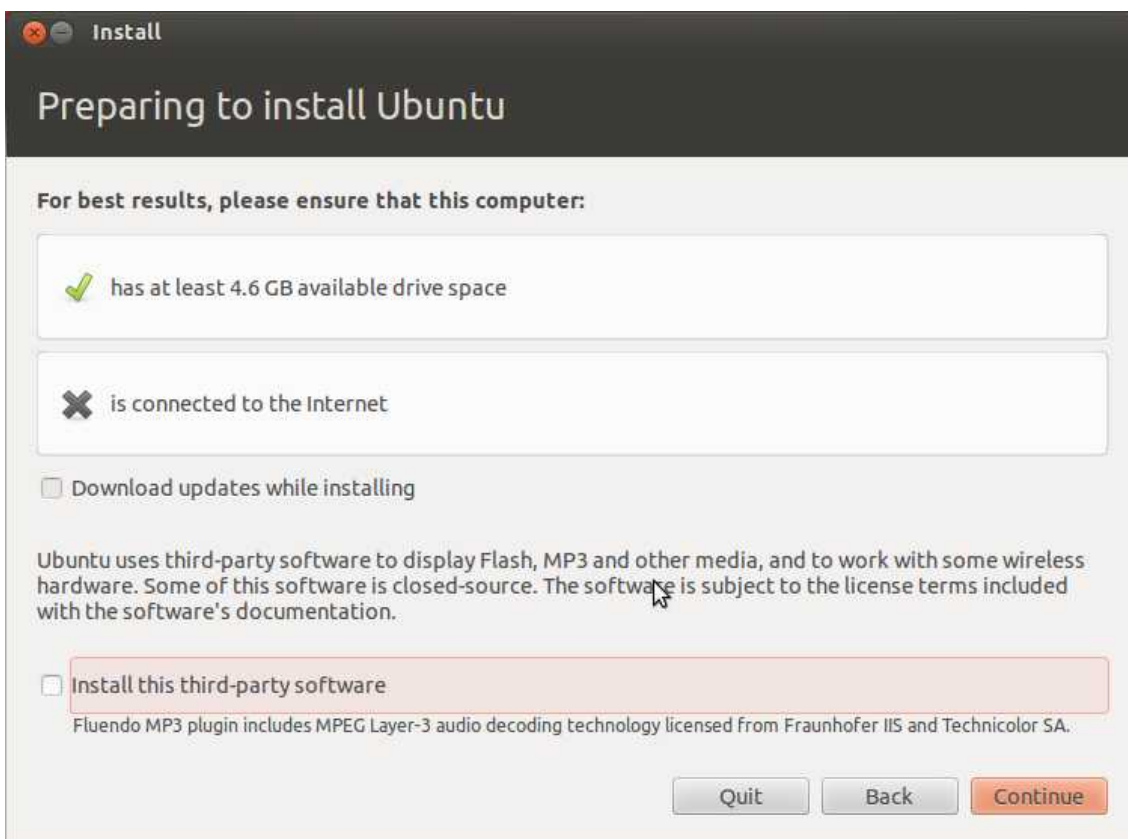 Install
Preparing to install Ubuntu
For best results, please ensure that this computer:
has at least 4.6 GB available drive space
is connected to the Internet
Download updates while installing
Ubuntu uses third-party software to display Flash, MP3 and other media, and to work with some wireless
hardware. Some of this software is closed-source. The software is subject to the license terms included
with the software's documentation.
Install this third-party software
Fluendo MP3 plugin includes MPEG Layer-3 audio decoding technology licensed from Fraunhofer IIS and Technicolor SA.
Quit Back Continue